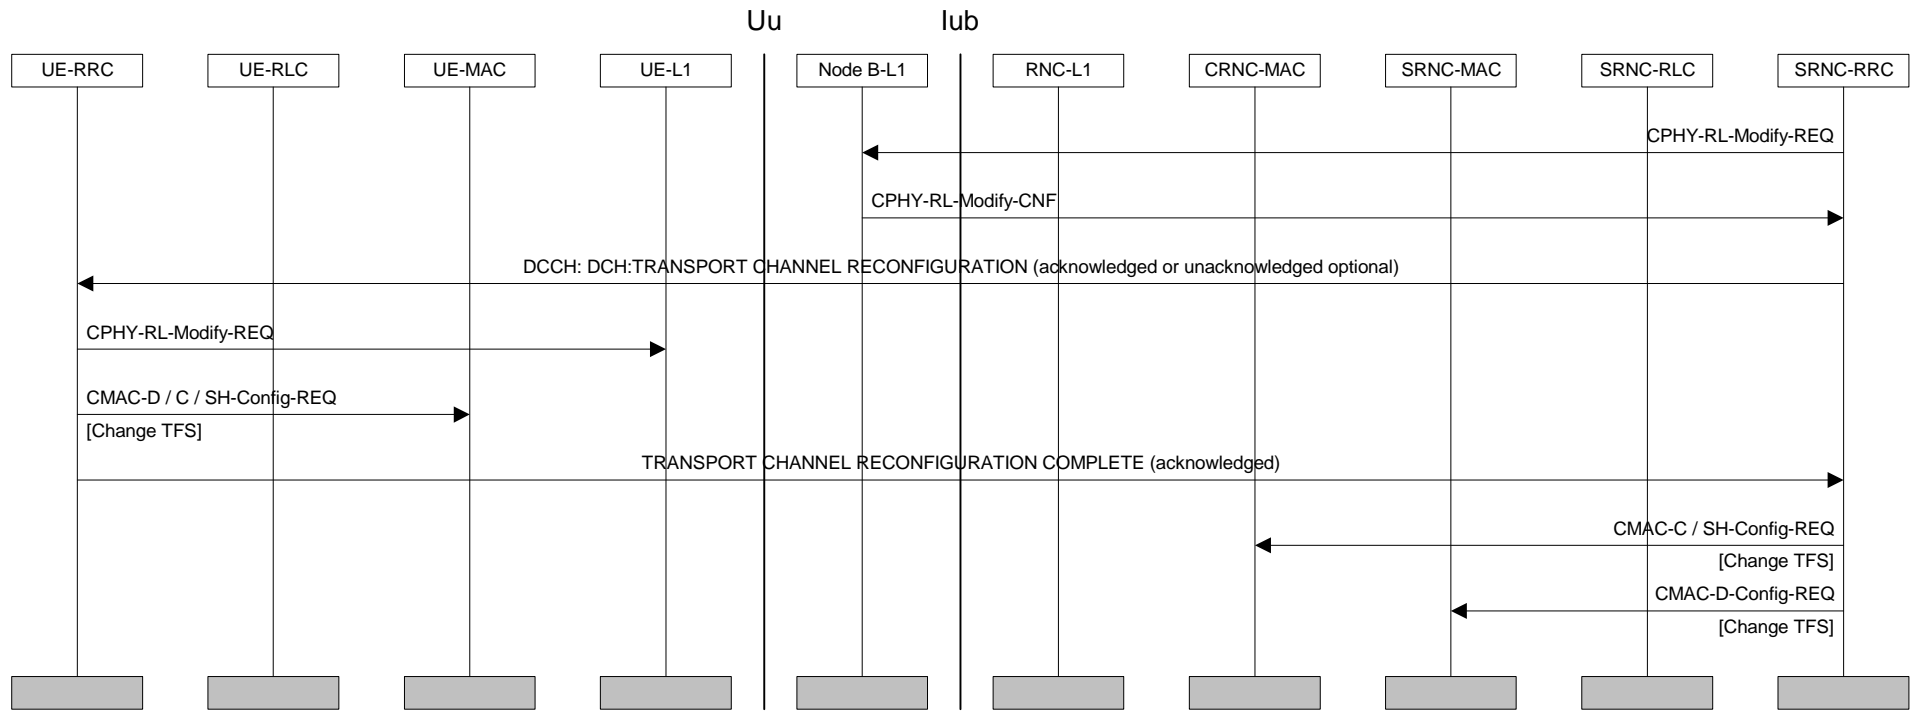 Uu Iub
UE-RRC UE-RLC UE-MAC UE-L1 Node B-L1 RNC-L1 CRNC-MAC SRNC-MAC SRNC-RLC SRNC-RRC
CPHY-RL-Modify-REQ
CPHY-RL-Modify-CNF
DCCH: DCH:TRANSPORT CHANNEL RECONFIGURATION (acknowledged or unacknowledged optional)
CPHY-RL-Modify-REQ
CMAC-D / C / SH-Config-REQ
[Change TFS]
TRANSPORT CHANNEL RECONFIGURATION COMPLETE (acknowledged)
CMAC-C / SH-Config-REQ
[Change TFS]
CMAC-D-Config-REQ
[Change TFS]